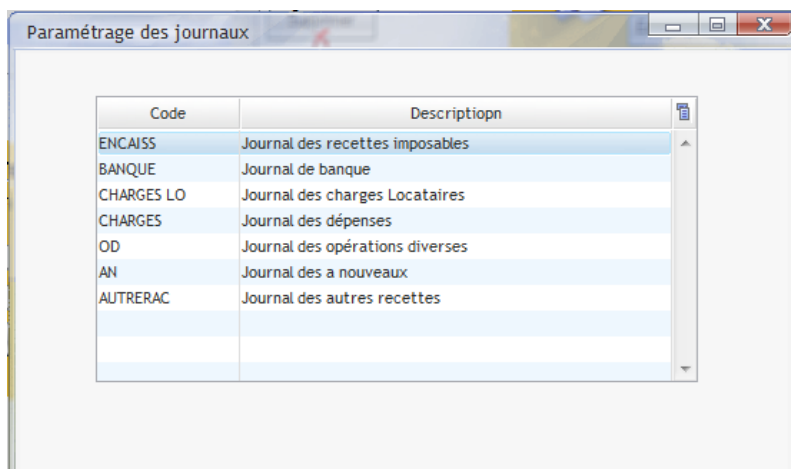 Paramétrage des journaux
Code Descriptiopn
ENCAISS Journal des recettes imposables
BANQUE Journal de banque
CHARGES LO Journal des charges Locataires
CHARGES Journal des dépenses
OD Journal des opérations diverses
AN Journal des a nouveaux
AUTRERAC Journal des autres recettes